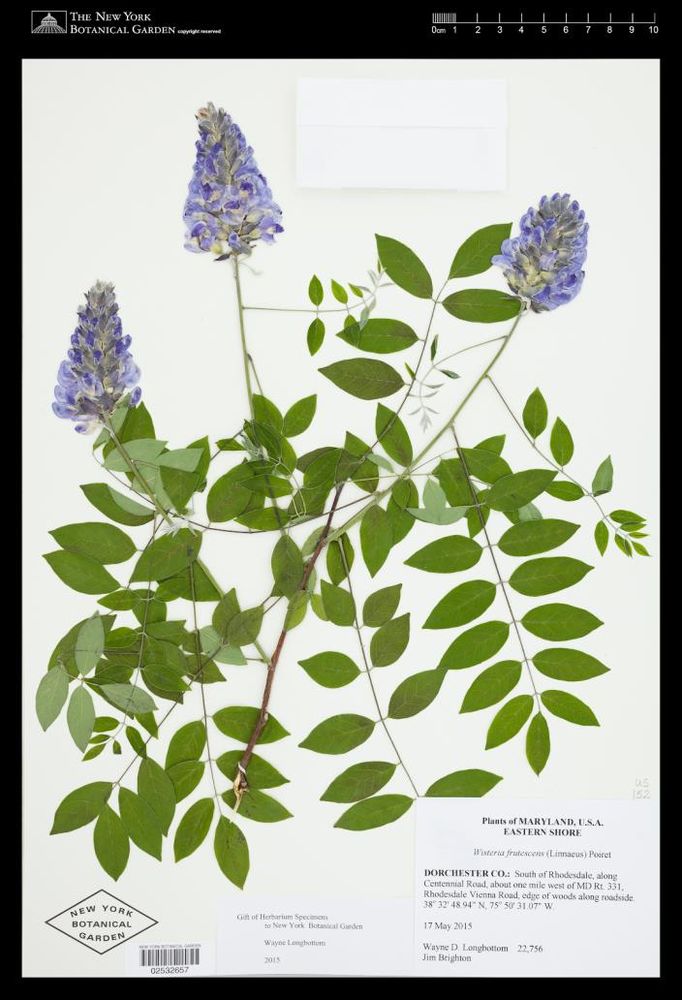 THE NEW YORK
BOTANICAL GARDEN copyright reserved
0cm 1 2 3 4 5 6 7 8 9 10
US
152
Plants of MARYLAND, U.S.A.
EASTERN SHORE
Wisteria frutescens (Linnaeus) Poiret
DORCHESTER CO.: South of Rhodesdale, along
Centennial Road, about one mile west of MD Rt. 331,
Rhodesdale Vienna Road, edge of woods along roadside.
38° 32' 48.94" N, 75° 50' 31.07" W.
17 May 2015
Wayne D. Longbottom 22,756
Jim Brighton
NEW YORK
BOTANICAL
GARDEN
Gift of Herbarium Specimens
to New York Botanical Garden
Wayne Longbottom
2015
NEW YORK BOTANICAL GARDEN
02532657